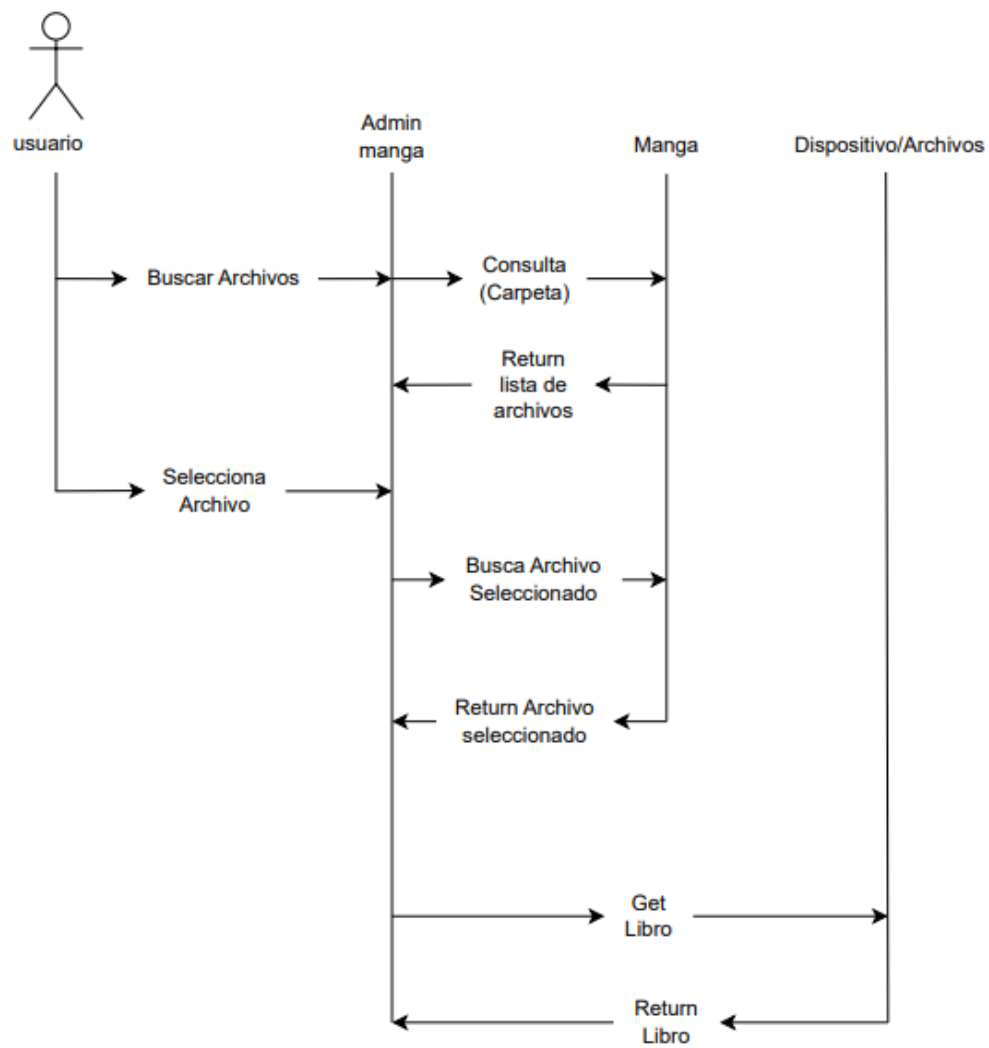 usuario
Admin
manga
Manga
Dispositivo/Archivos
Buscar Archivos
Consulta
(Carpeta)
Return
lista de
archivos
Selecciona
Archivo
Busca Archivo
Seleccionado
Return Archivo
seleccionado
Get
Libro
Return
Libro